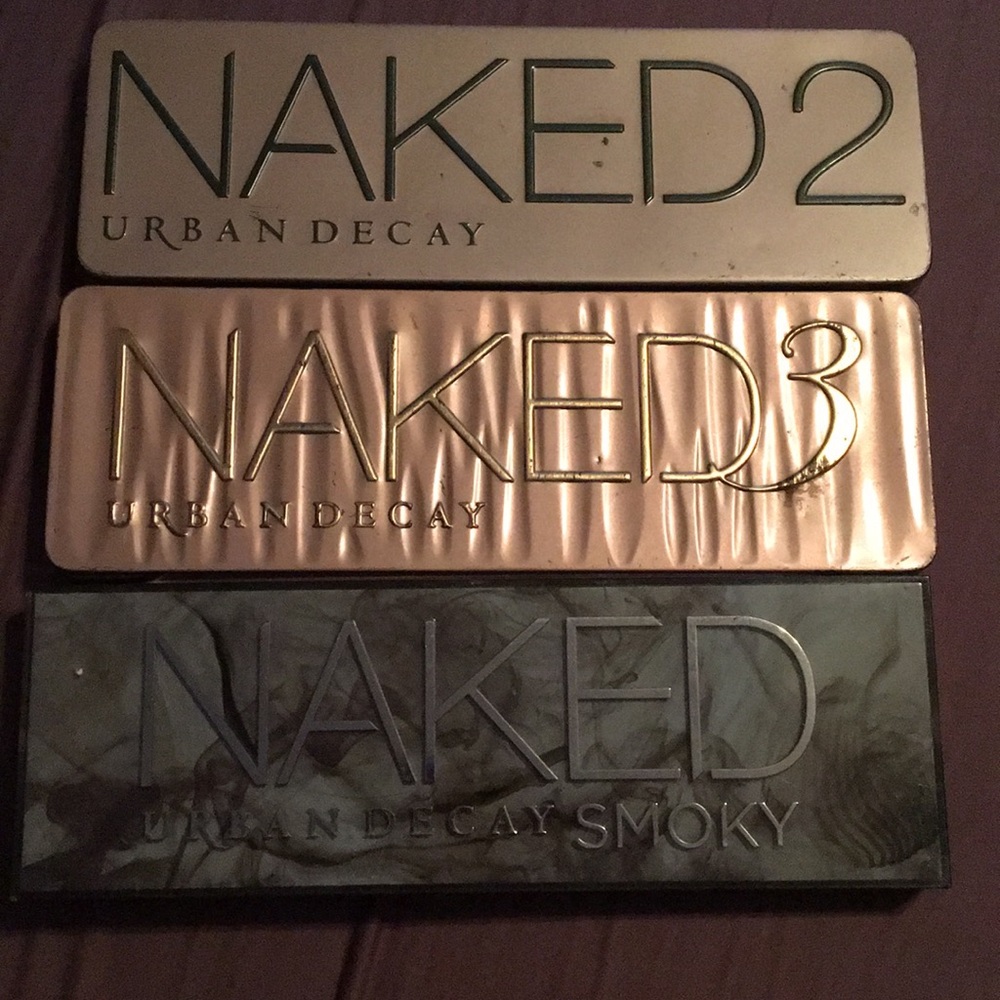 NAKED2
URBAN DECAY
NAKED3
URBAN DECAY
NAKED
URBAN DECAY SMOKY